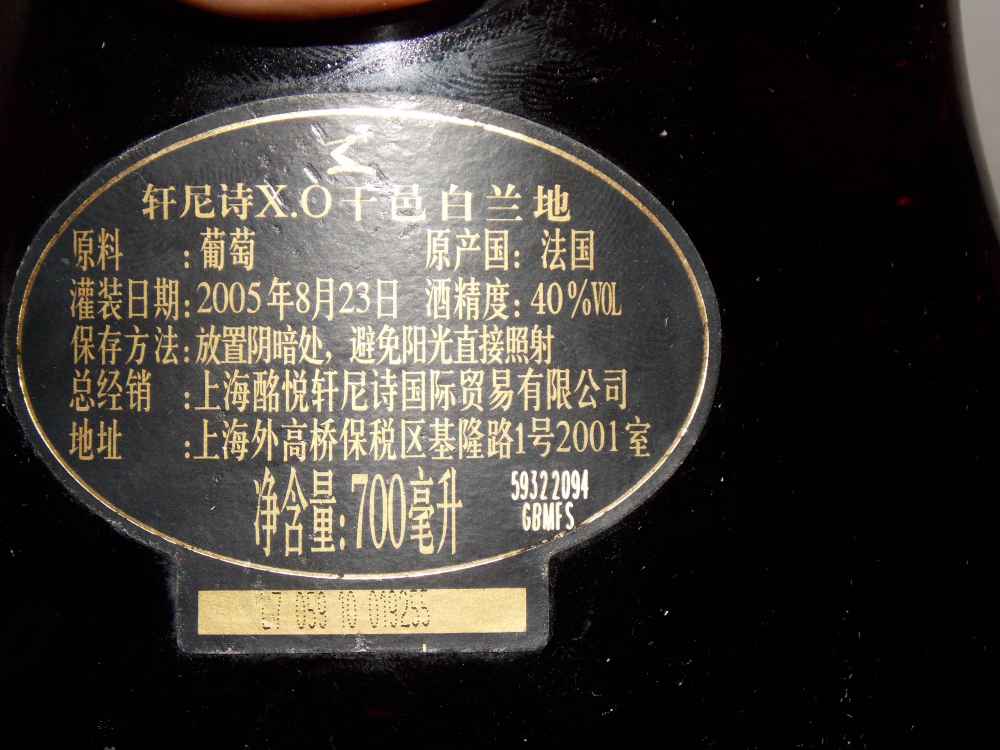 轩尼诗X.O干邑白兰地
原料 :葡萄 原产国: 法国
灌装日期:2005年8月23日 酒精度: 40%VOL
保存方法:放置阴暗处, 避免阳光直接照射
总经销 :上海酩悦轩尼诗国际贸易有限公司
地址 :上海外高桥保税区基隆路1号2001室
净含量:700毫升
59322094
GBMFS
059 10 019255